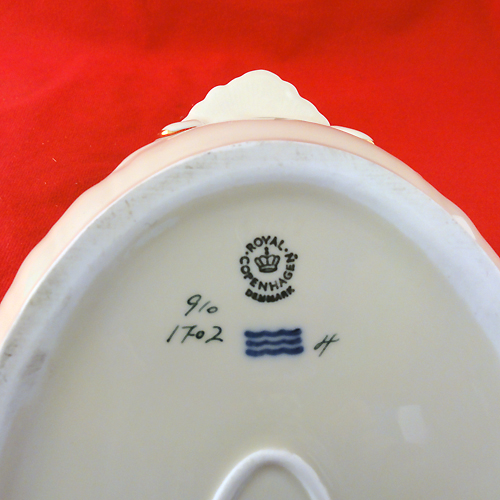 ROYAL
COPENHAGEN
DENMARK
910
1702
H